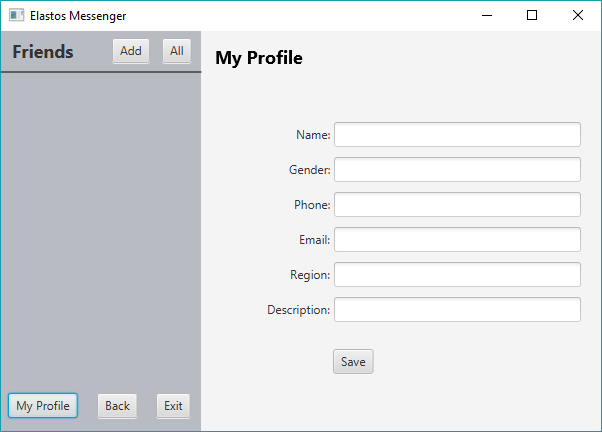 Elastos Messenger
Friends
Add
All
My Profile
Name:
Gender:
Phone:
Email:
Region:
Description:
Save
My Profile
Back
Exit